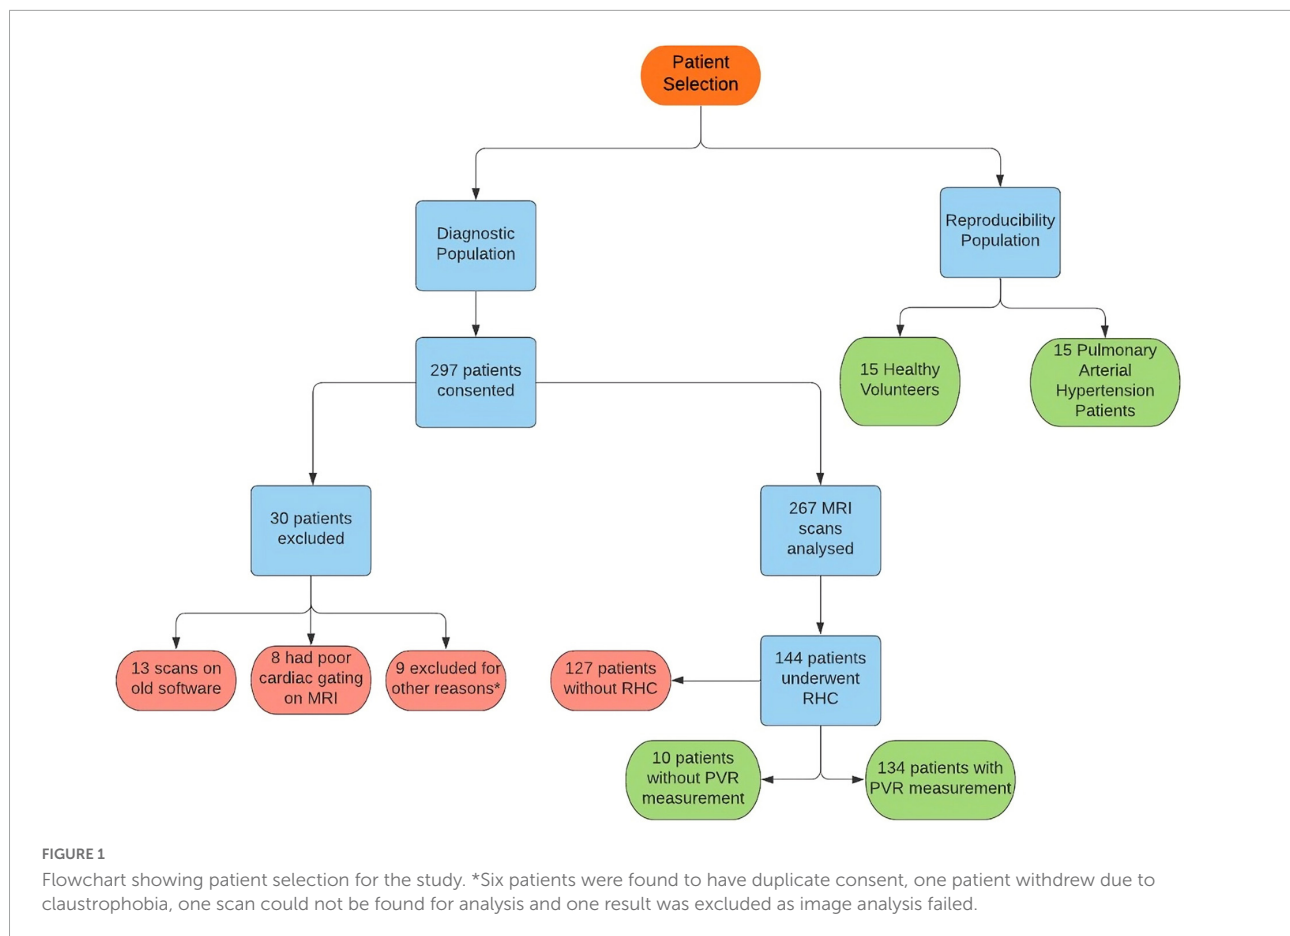 Patient
Selection
Diagnostic
Population
Reproducibility
Population
297 patients
consented
15 Healthy
Volunteers
15 Pulmonary
Arterial
Hypertension
Patients
30 patients
excluded
267 MRI
scans
analysed
13 scans on
old software
8 had poor
cardiac gating
on MRI
9 excluded for
other reasons*
127 patients
without RHC
144 patients
underwent
RHC
10 patients
without PVR
measurement
134 patients with
PVR measurement
FIGURE 1
Flowchart showing patient selection for the study. *Six patients were found to have duplicate consent, one patient withdrew due to
claustrophobia, one scan could not be found for analysis and one result was excluded as image analysis failed.